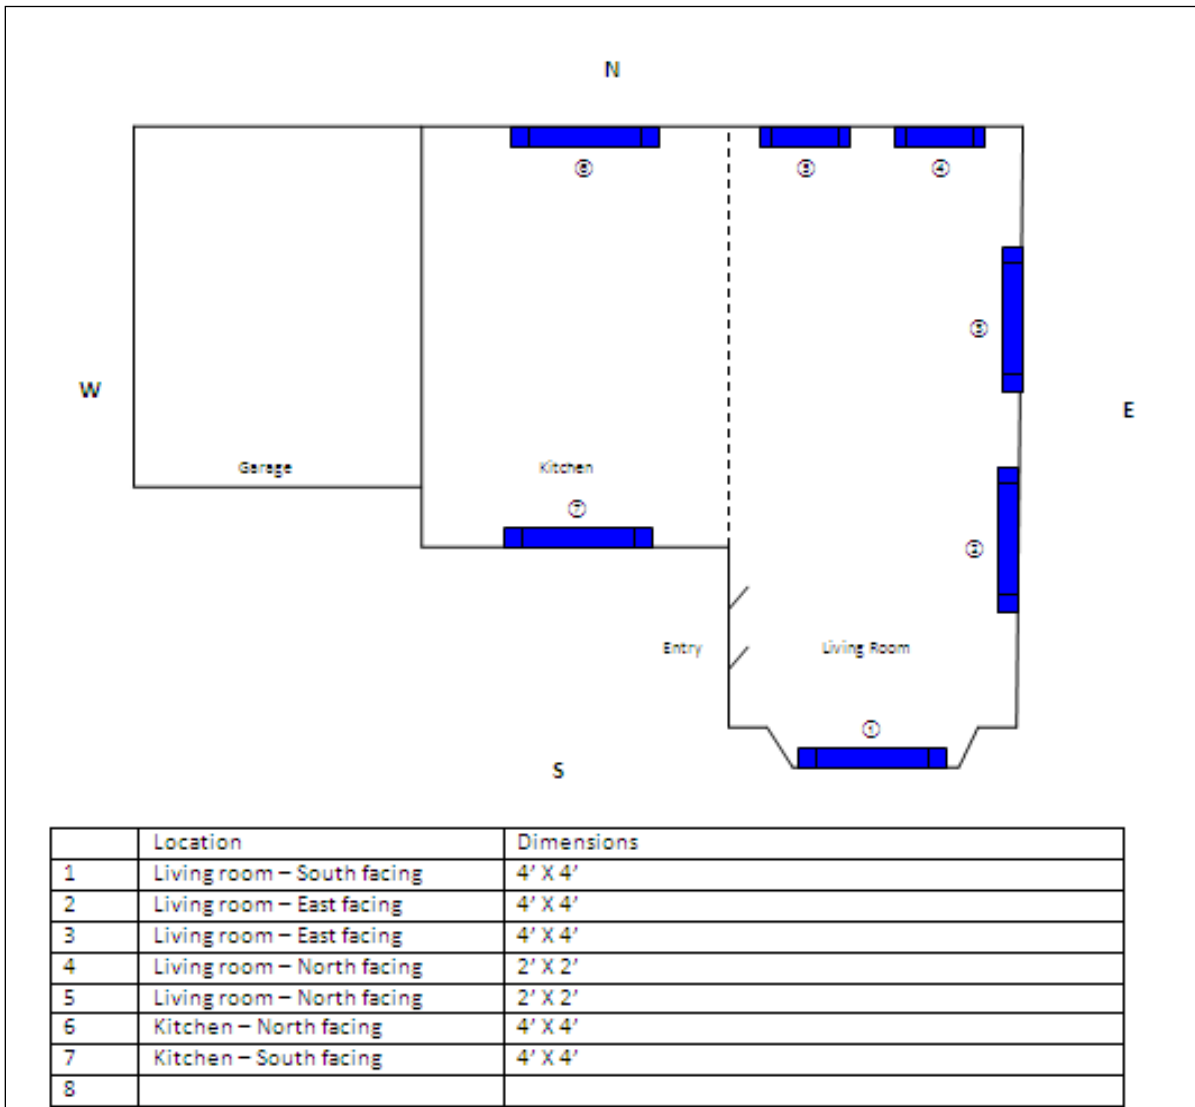 N
⑥ ⑤ ④
③
W
E
Garage
Kitchen
⑦
②
Entry
Living Room
①
S
Location Dimensions
1 Living room – South facing 4’ X 4’
2 Living room – East facing 4’ X 4’
3 Living room – East facing 4’ X 4’
4 Living room – North facing 2’ X 2’
5 Living room – North facing 2’ X 2’
6 Kitchen – North facing 4’ X 4’
7 Kitchen – South facing 4’ X 4’
8